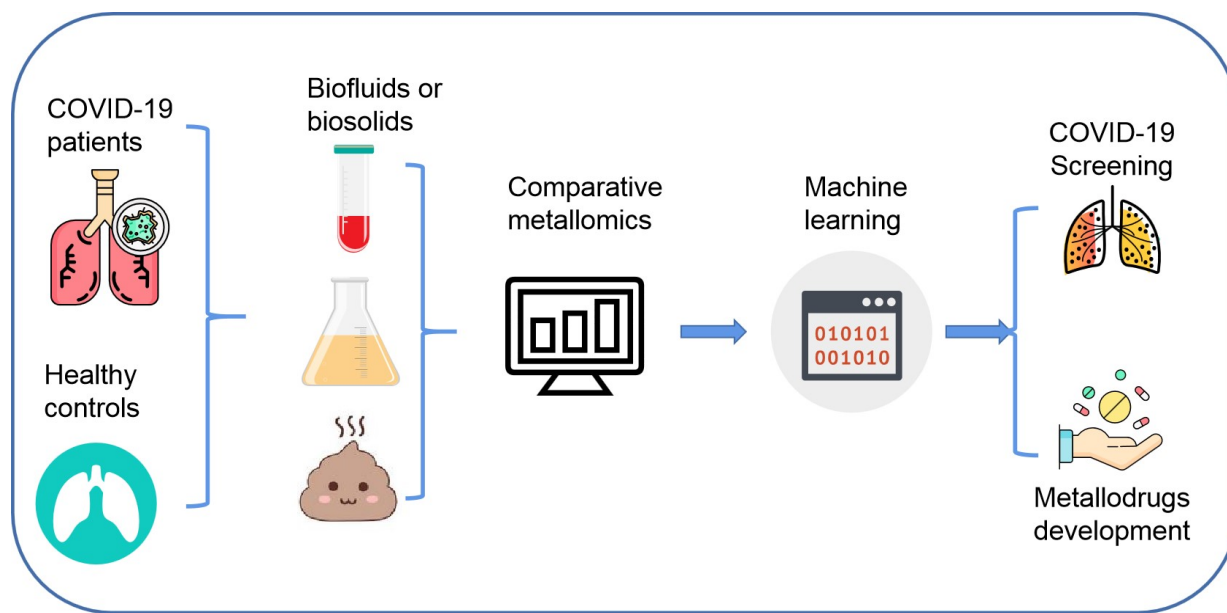 COVID-19
patients
Healthy
controls
Biofluids or
biosolids
Comparative
metallomics
Machine
learning
010101
001010
COVID-19
Screening
Metallodrugs
development